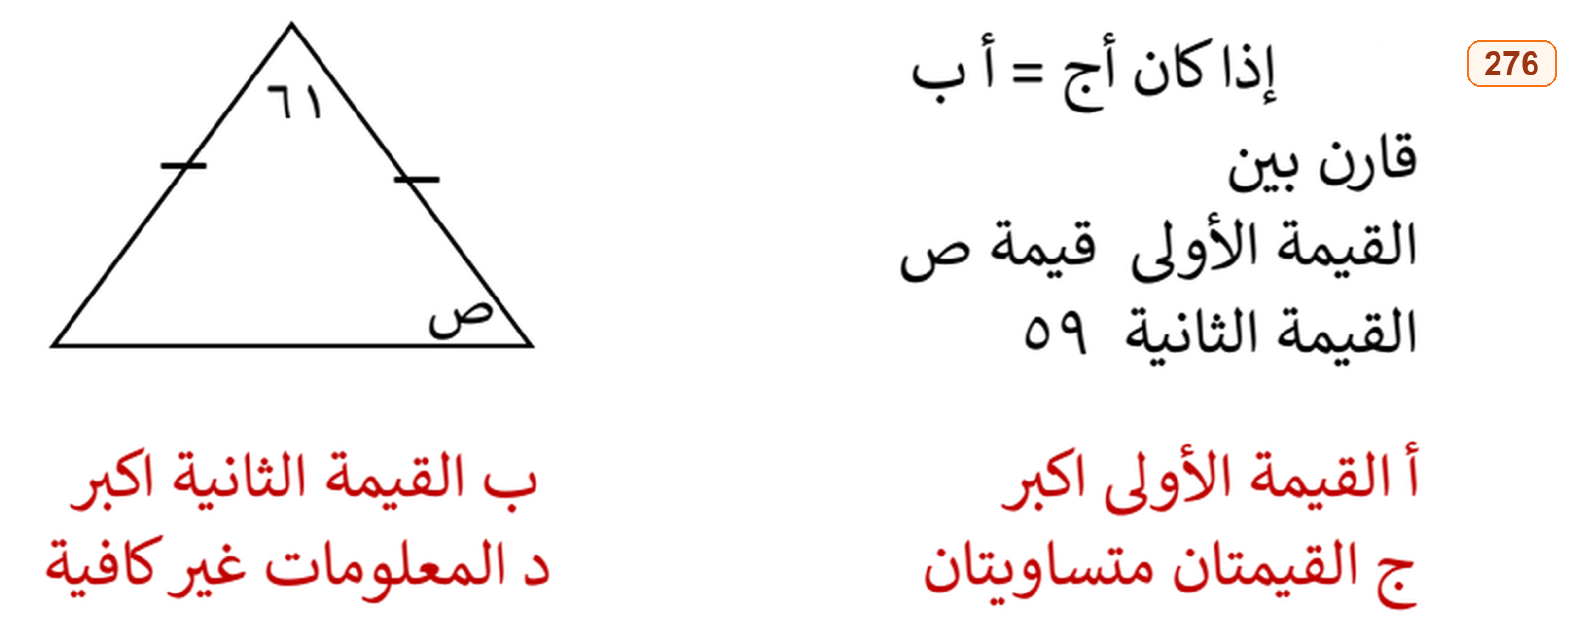 276
إذا كان أج = أ ب
قارن بين
القيمة الأولى قيمة ص
القيمة الثانية ٥٩
٦١
ص
أ القيمة الأولى اكبر
ب القيمة الثانية اكبر
ج القيمتان متساويتان
د المعلومات غير كافية